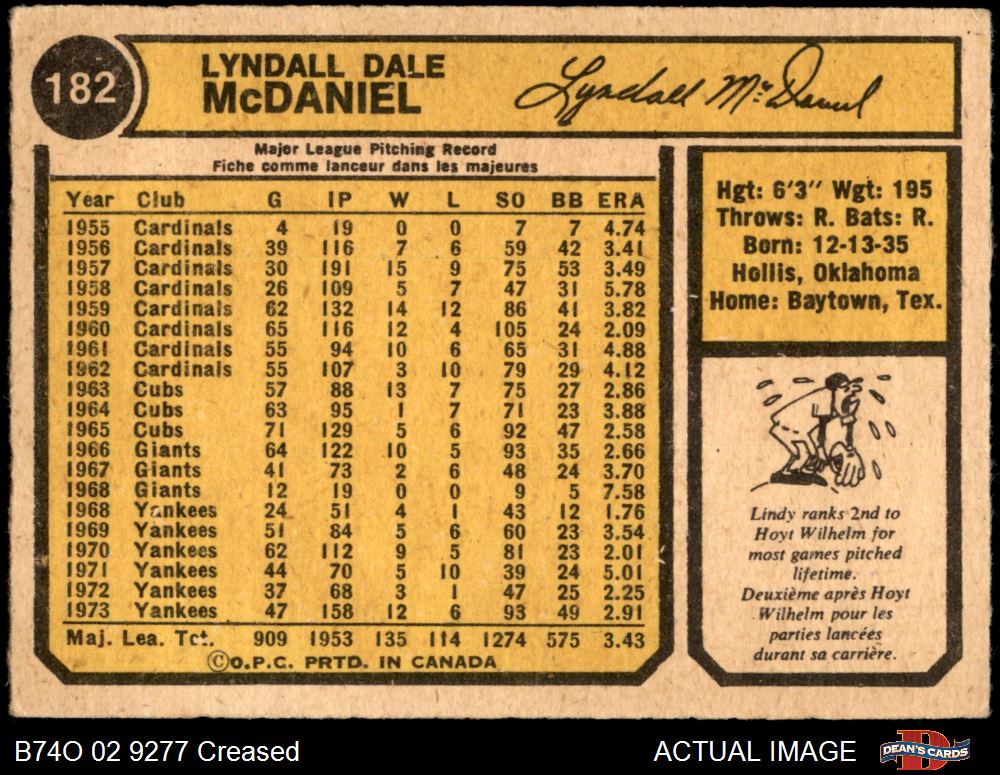 182
LYNDALL DALE
McDANIEL
Lyndall McDaniel
Major League Pitching Record
Fiche comme lanceur dans les majeures
Year Club G IP W L SO BB ERA
1955 Cardinals 4 19 0 0 7 7 4.74
1956 Cardinals 39 116 7 6 59 42 3.41
1957 Cardinals 30 191 15 9 75 53 3.49
1958 Cardinals 26 109 5 7 47 31 5.78
1959 Cardinals 62 132 14 12 86 41 3.82
1960 Cardinals 65 116 12 4 105 24 2.09
1961 Cardinals 55 94 10 6 65 31 4.88
1962 Cardinals 55 107 3 10 79 29 4.12
1963 Cubs 57 88 13 7 75 27 2.86
1964 Cubs 63 95 1 7 71 23 3.88
1965 Cubs 71 129 5 6 92 47 2.58
1966 Giants 64 122 10 5 93 35 2.66
1967 Giants 41 73 2 6 48 24 3.70
1968 Giants 12 19 0 0 9 5 7.58
1968 Yankees 24 51 4 1 43 12 1.76
1969 Yankees 51 84 5 6 60 23 3.54
1970 Yankees 62 112 9 5 81 23 2.01
1971 Yankees 44 70 5 10 39 24 5.01
1972 Yankees 37 68 3 1 47 25 2.25
1973 Yankees 47 158 12 6 93 49 2.91
Maj. Lea. Tot. 909 1953 135 114 1274 575 3.43
©O.P.C. PRTD. IN CANADA
Hgt: 6'3" Wgt: 195
Throws: R. Bats: R.
Born: 12-13-35
Hollis, Oklahoma
Home: Baytown, Tex.
Lindy ranks 2nd to
Hoyt Wilhelm for
most games pitched
lifetime.
Deuxième après Hoyt
Wilhelm pour les
parties lancées
durant sa carrière.
B74O 02 9277 Creased
ACTUAL IMAGE
DEAN'S CARDS